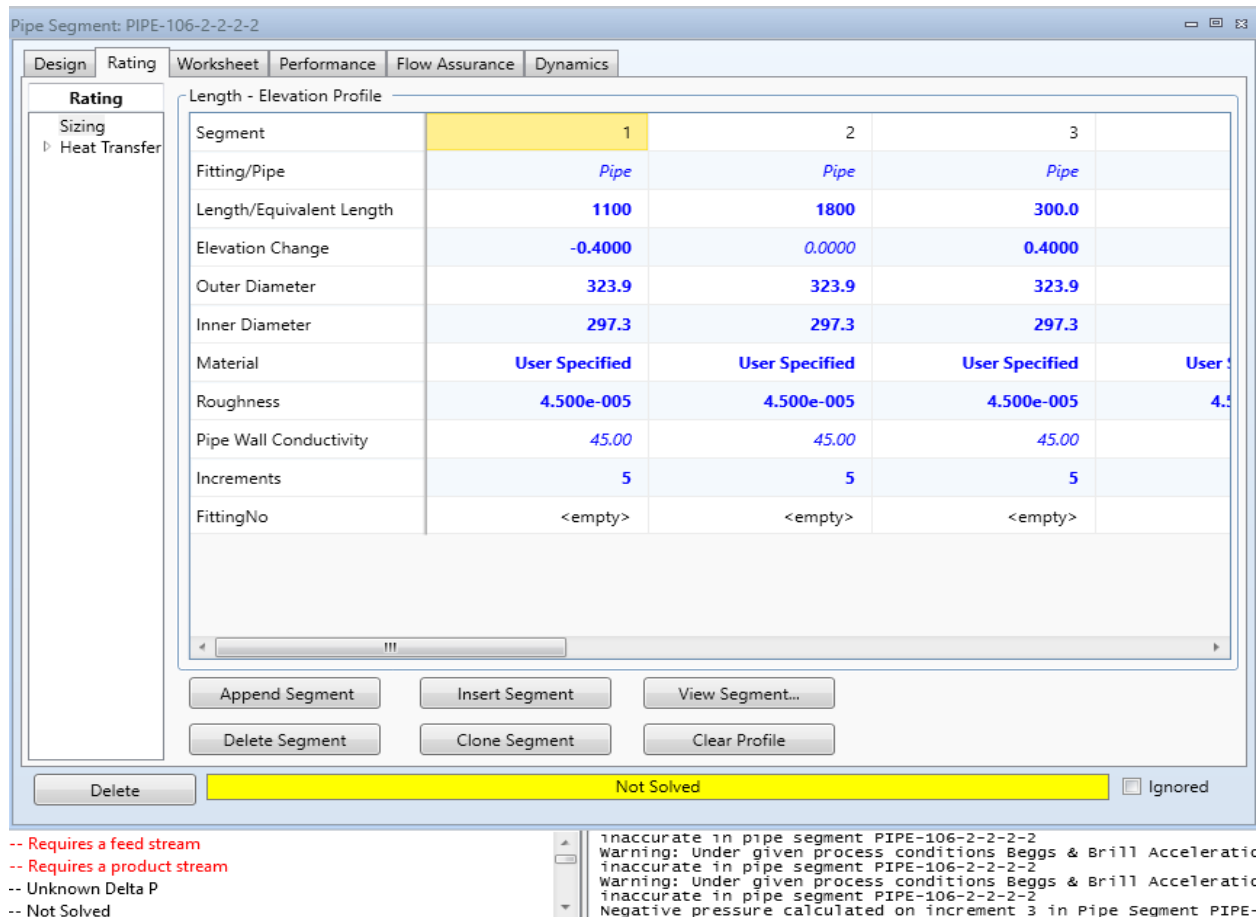 Pipe Segment: PIPE-106-2-2-2-2
Design Rating Worksheet Performance Flow Assurance Dynamics
Rating
Sizing
Heat Transfer
Length - Elevation Profile
Segment 1 2 3
Fitting/Pipe Pipe Pipe Pipe
Length/Equivalent Length 1100 1800 300.0
Elevation Change -0.4000 0.0000 0.4000
Outer Diameter 323.9 323.9 323.9
Inner Diameter 297.3 297.3 297.3
Material User Specified User Specified User Specified User
Roughness 4.500e-005 4.500e-005 4.500e-005 4.
Pipe Wall Conductivity 45.00 45.00 45.00
Increments 5 5 5
FittingNo <empty> <empty> <empty>
Append Segment Insert Segment View Segment...
Delete Segment Clone Segment Clear Profile
Delete Not Solved Ignored
-- Requires a feed stream
-- Requires a product stream
-- Unknown Delta P
-- Not Solved
inaccurate in pipe segment PIPE-106-2-2-2-2
Warning: Under given process conditions Beggs & Brill Acceleratio
inaccurate in pipe segment PIPE-106-2-2-2-2
Warning: Under given process conditions Beggs & Brill Acceleratio
inaccurate in pipe segment PIPE-106-2-2-2-2
Negative pressure calculated on increment 3 in Pipe Segment PIPE-